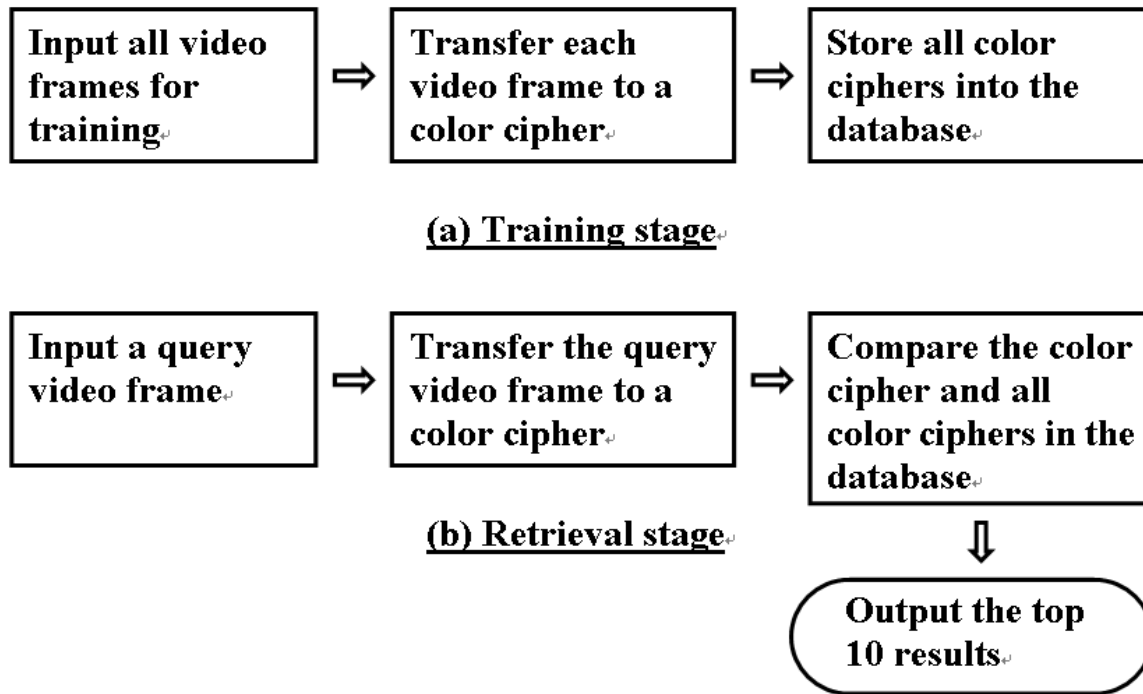 Input all video
frames for
training
Transfer each
video frame to a
color cipher
Store all color
ciphers into the
database
(a) Training stage
Input a query
video frame
Transfer the query
video frame to a
color cipher
Compare the color
cipher and all
color ciphers in the
database
(b) Retrieval stage
Output the top
10 results